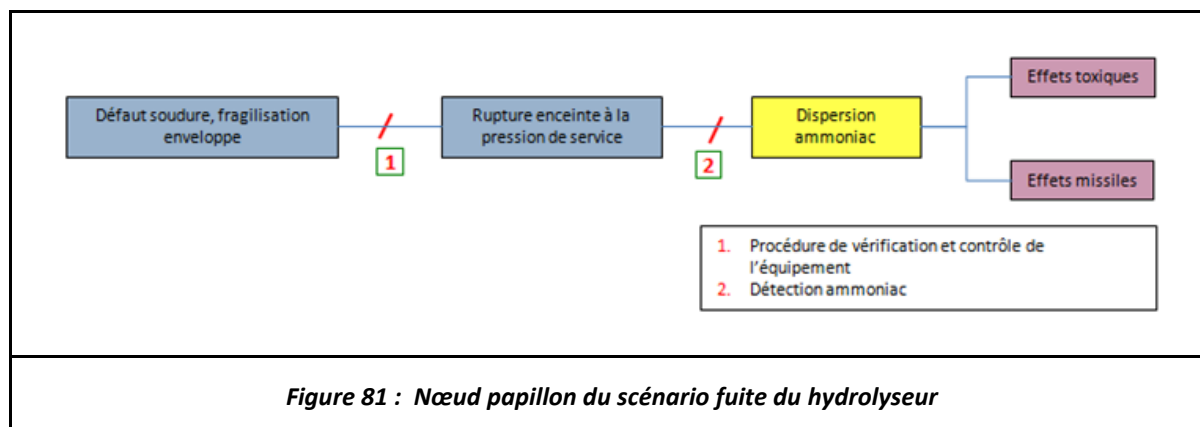 Effets toxiques
Défaut soudure, fragilisation
enveloppe
Rupture enceinte à la
pression de service
Dispersion
ammoniac
1
2
Effets missiles
1. Procédure de vérification et contrôle de
l'équipement
2. Détection ammoniac
Figure 81 : Nœud papillon du scénario fuite du hydrolyseur